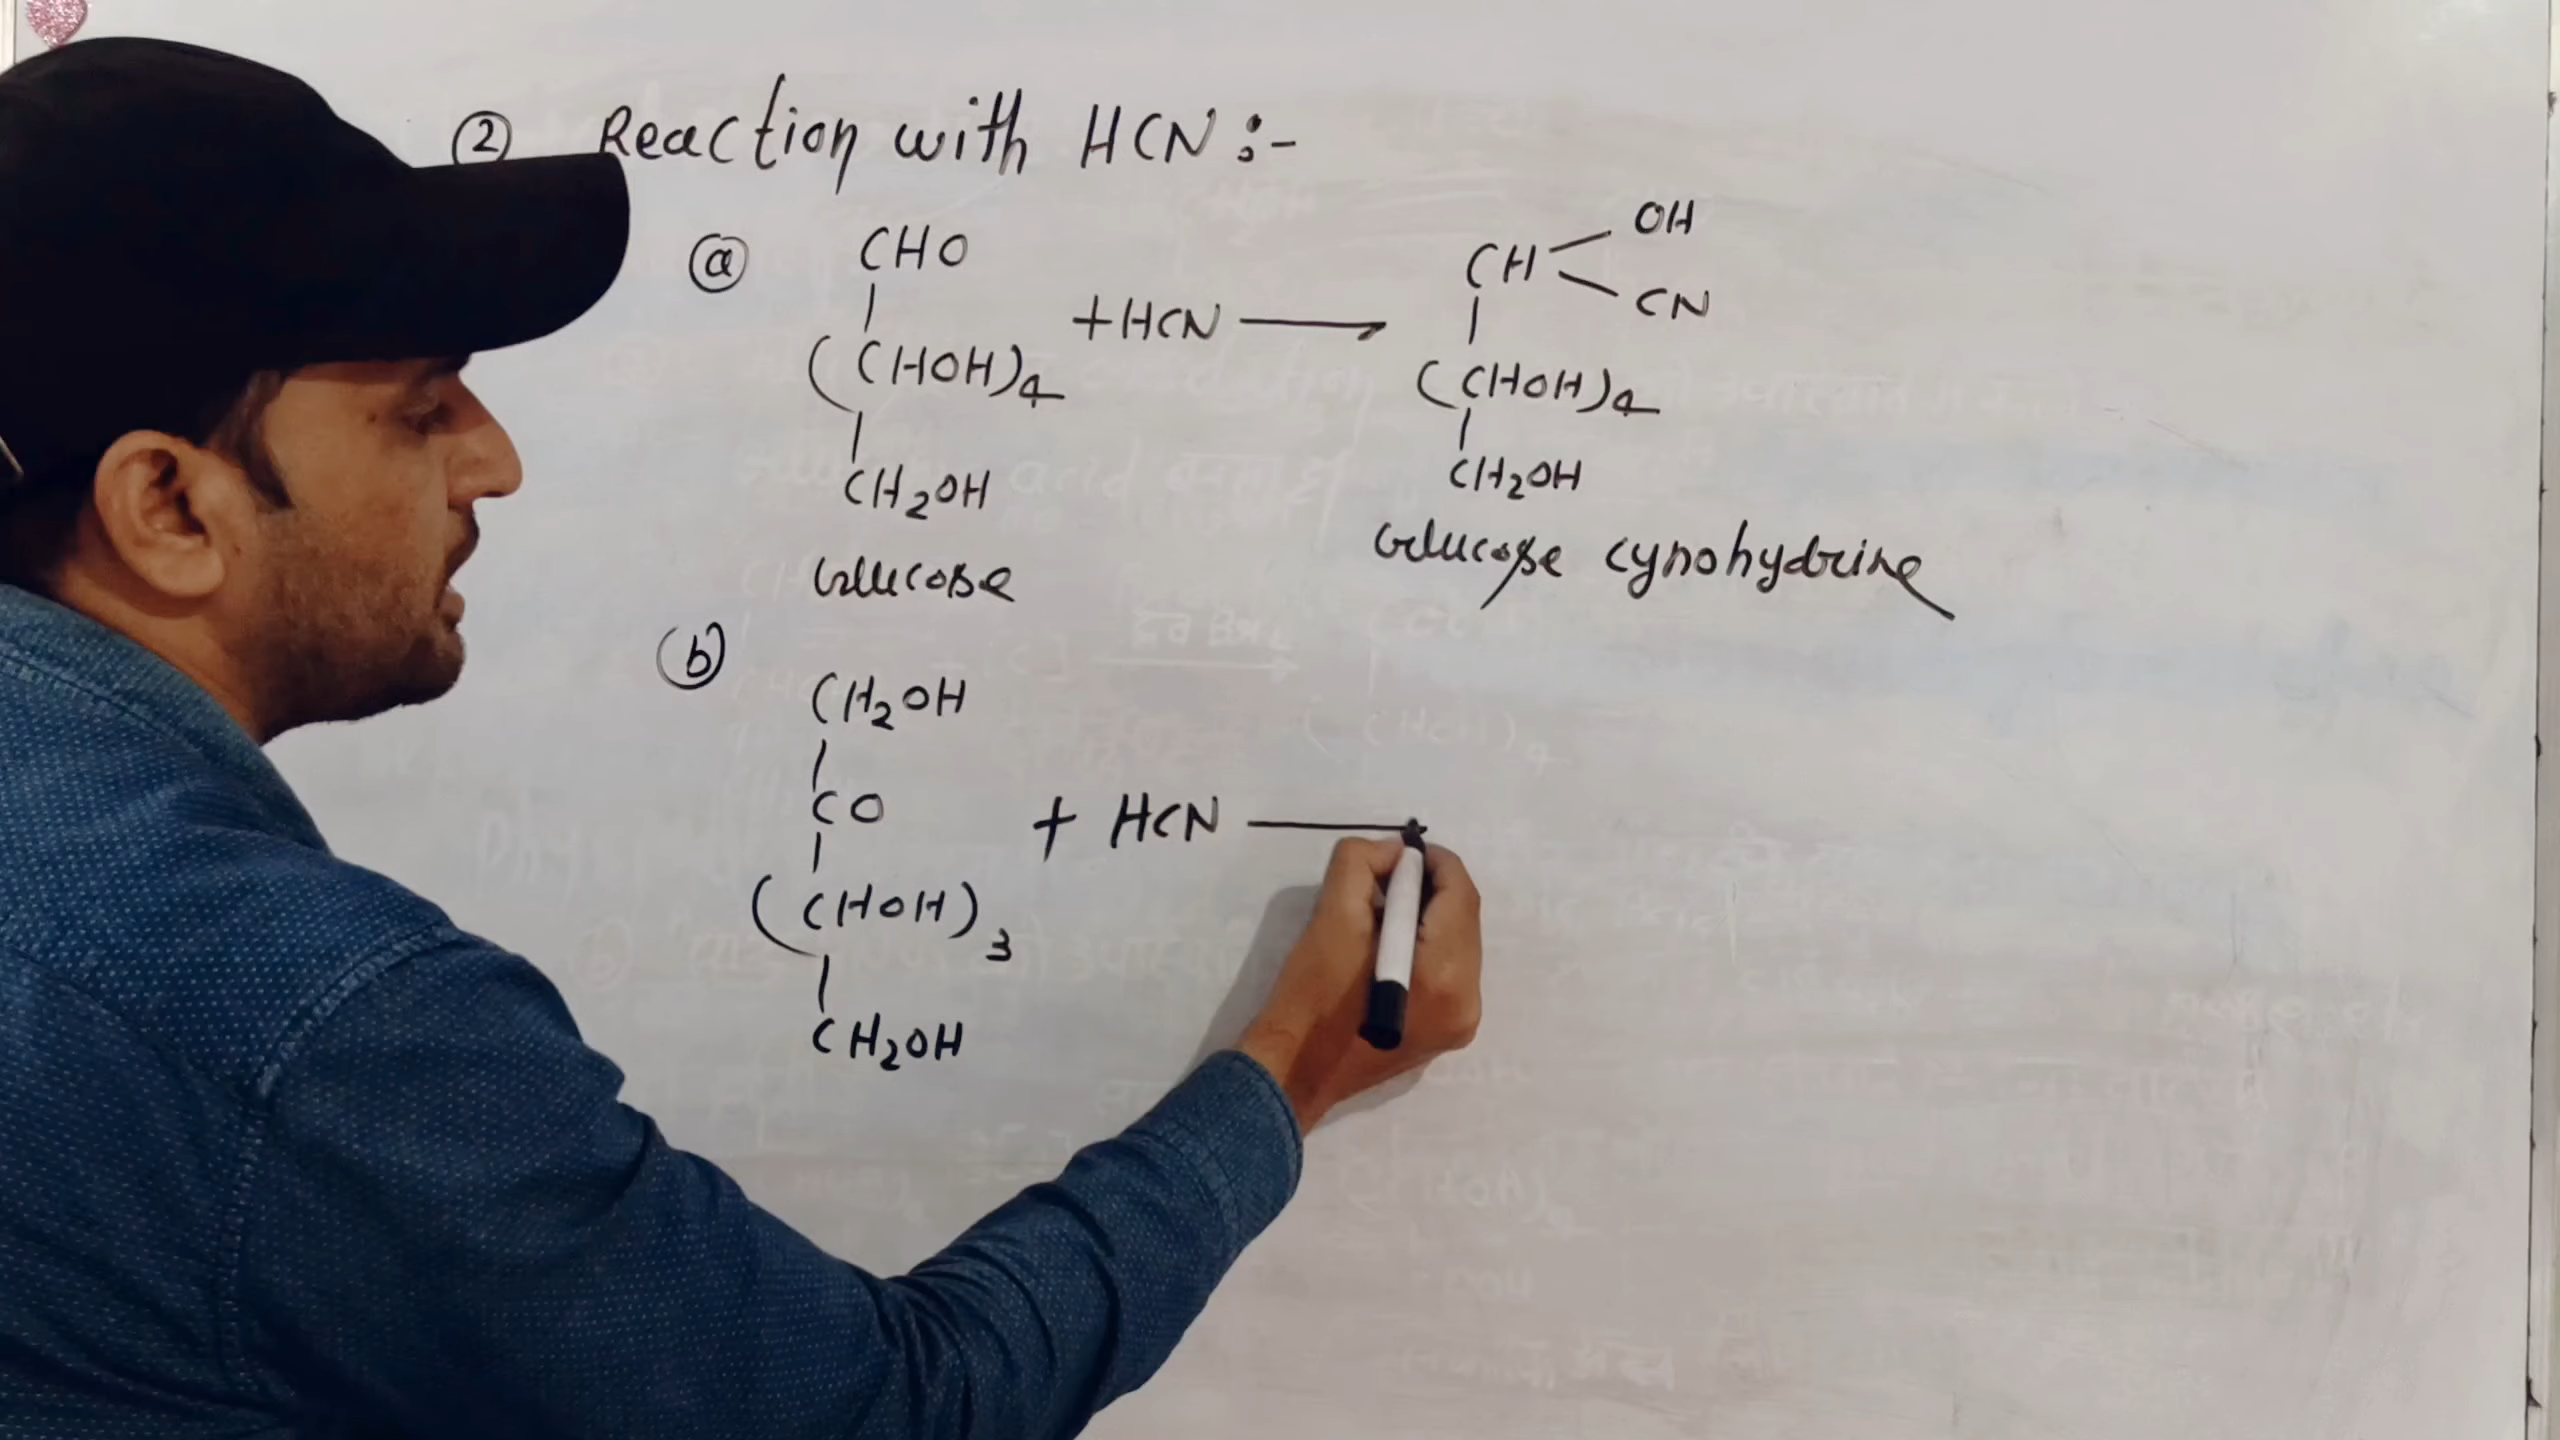 ② Reaction with HCN :-
ⓐ CHO
(CHOH)4 +HCN ⟶
CH2OH
Glucose
CH OH
CN
(CHOH)4
CH2OH
Glucose cynohydrine
ⓑ CH2OH
CO
+ HCN
(CHOH)3
CH2OH